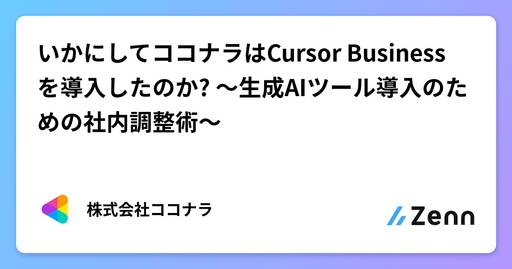 いかにしてココナラはCursor Business
を導入したのか? 〜生成AIツール導入のた
めの社内調整術〜
株式会社ココナラ
Zenn